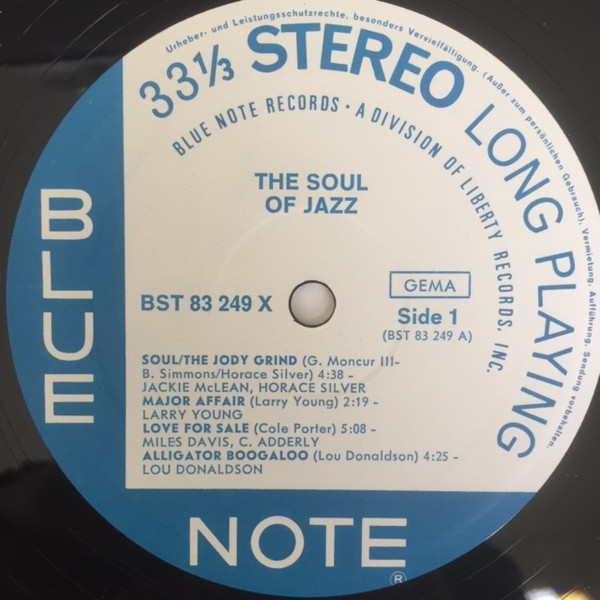 Urheber- und Leistungsschutzrechte, besonders Vervielfältigung, (Außer zum persönlichen Gebrauch), Vermietung, Aufführung, Sendung vorbehalten.
33⅓ STEREO LONG PLAYING
BLUE NOTE RECORDS · A DIVISION OF LIBERTY RECORDS, INC.
THE SOUL
OF JAZZ
BLUE
BST 83 249 X
GEMA
Side 1
(BST 83 249 A)
SOUL/THE JODY GRIND (G. Moncur III-
B. Simmons/Horace Silver) 4:38 –
JACKIE McLEAN, HORACE SILVER
MAJOR AFFAIR (Larry Young) 2:19 –
LARRY YOUNG
LOVE FOR SALE (Cole Porter) 5:08 –
MILES DAVIS, C. ADDERLY
ALLIGATOR BOOGALOO (Lou Donaldson) 4:25 –
LOU DONALDSON
NOTE
®